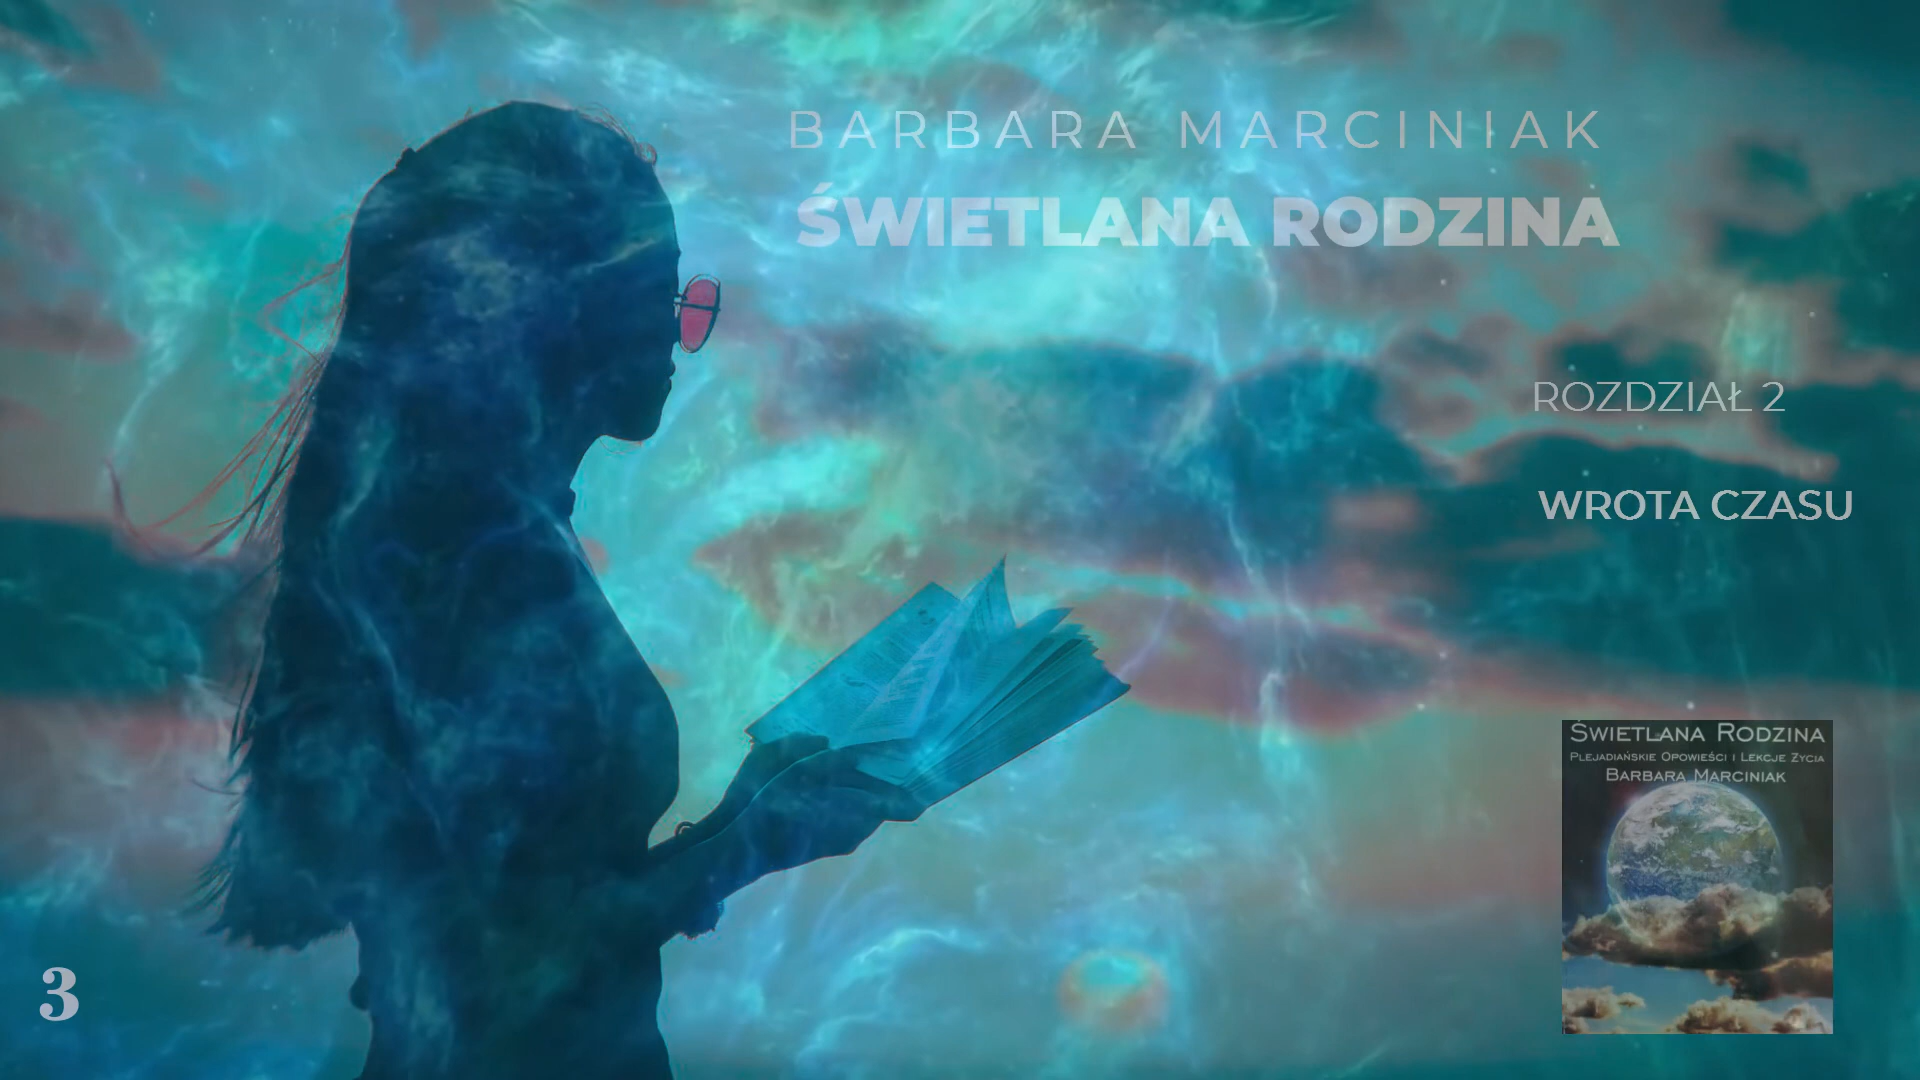 BARBARA MARCINIAK
ŚWIETLANA RODZINA
ROZDZIAŁ 2
WROTA CZASU
ŚWIETLANA RODZINA
PLEJADIAŃSKIE OPOWIEŚCI I LEKCJE ŻYCIA
BARBARA MARCINIAK
3